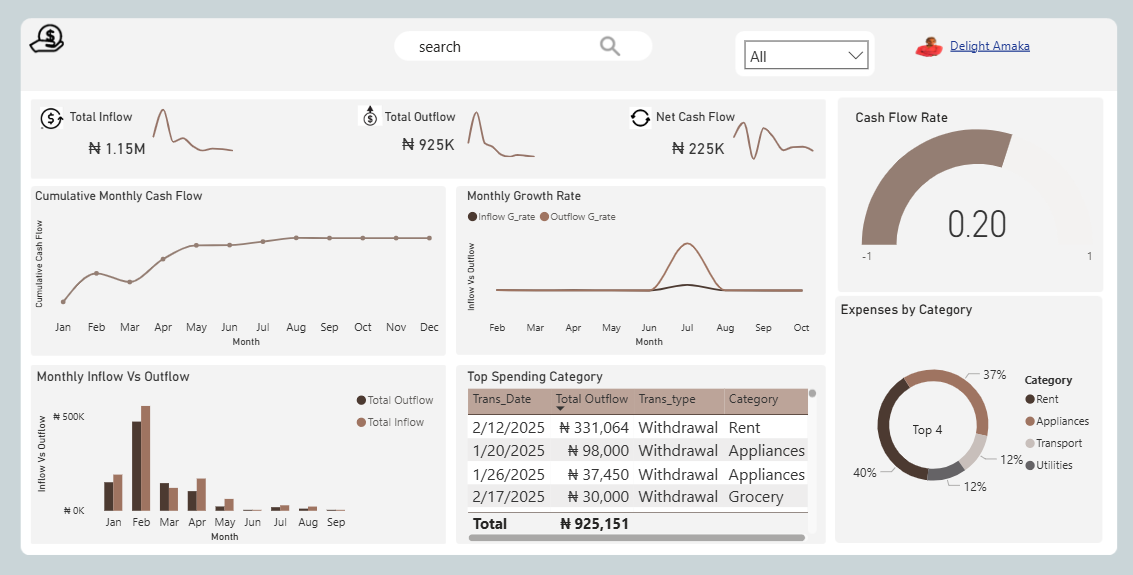 search
All
Delight Amaka
Total Inflow
₦ 1.15M
Total Outflow
₦ 925K
Net Cash Flow
₦ 225K
Cash Flow Rate
0.20
-1
1
Cumulative Monthly Cash Flow
Cumulative Cash Flow
Jan Feb Mar Apr May Jun Jul Aug Sep Oct Nov Dec
Month
Monthly Growth Rate
Inflow G_rate Outflow G_rate
Inflow Vs Outflow
Feb Mar Apr May Jun Jul Aug Sep Oct
Month
Expenses by Category
37%
12%
12%
40%
Top 4
Category
Rent
Appliances
Transport
Utilities
Monthly Inflow Vs Outflow
Total Outflow
Total Inflow
Inflow Vs Outflow
₦ 500K
₦ 0K
Jan Feb Mar Apr May Jun Jul Aug Sep
Month
Top Spending Category
Trans_Date Total Outflow Trans_type Category
2/12/2025 ₦ 331,064 Withdrawal Rent
1/20/2025 ₦ 98,000 Withdrawal Appliances
1/26/2025 ₦ 37,450 Withdrawal Appliances
2/17/2025 ₦ 30,000 Withdrawal Grocery
Total ₦ 925,151